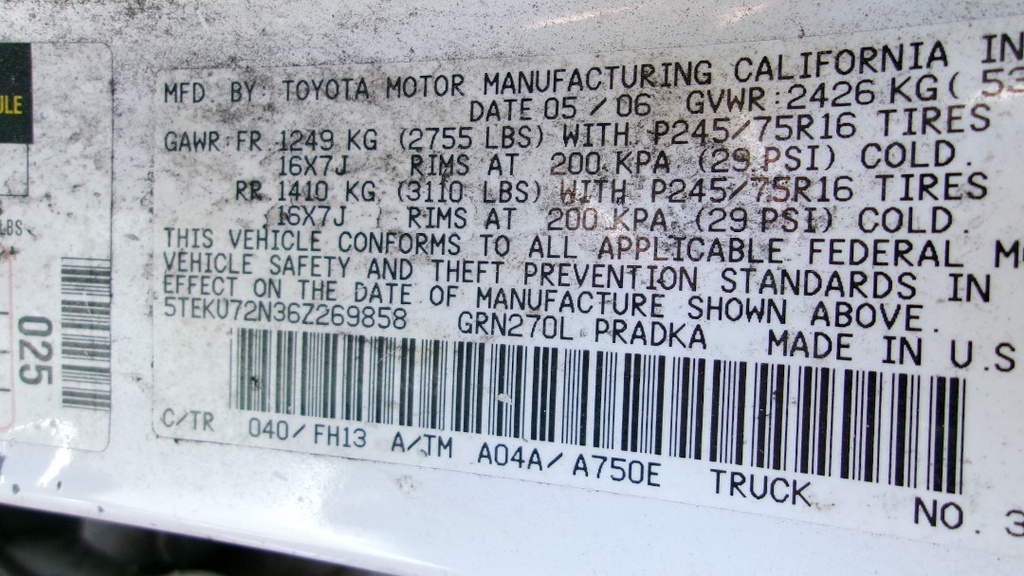 ULE
LBS
025
MFD BY: TOYOTA MOTOR MANUFACTURING CALIFORNIA IN
DATE 05 / 06 GVWR:2426 KG( 53
GAWR:FR 1249 KG (2755 LBS) WITH P245/75R16 TIRES
16X7J RIMS AT 200 KPA (29 PSI) COLD.
RR 1410 KG (3110 LBS) WITH P245/75R16 TIRES
16X7J RIMS AT 200 KPA (29 PSI) COLD.
THIS VEHICLE CONFORMS TO ALL APPLICABLE FEDERAL M
VEHICLE SAFETY AND THEFT PREVENTION STANDARDS IN
EFFECT ON THE DATE OF MANUFACTURE SHOWN ABOVE.
5TEKU72N36Z269858 GRN270L PRADKA MADE IN U.S
C/TR 040/FH13 A/TM A04A/A750E TRUCK NO. 3